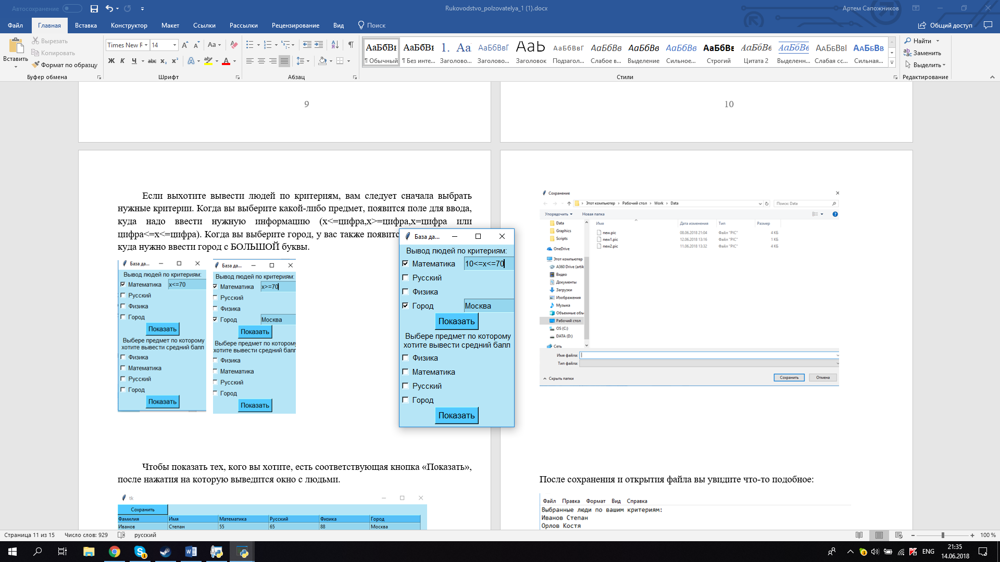 Автосохранение
Rukovodstvo_polzovatelya_1 (1).docx
Артем Сапожников
Файл Главная Вставка Конструктор Макет Ссылки Рассылки Рецензирование Вид Поиск
Общий доступ
Вставить
Вырезать
Копировать
Формат по образцу
Буфер обмена
Times New R 14
Шрифт
Абзац
АаБбВв 1. Аа АаБбВвГ АаЬ
¶ Обычный ¶ Без инте... Заголово... Заголово... Заголовок Подзагол... Слабое в... Выделение Сильное... Строгий Цитата 2 Выделенн... Слабая сс... Сильная...
Стили
Найти
Заменить
Выделить
Редактирование
9
10
Если выхотите вывести людей по критериям, вам следует сначала выбрать
нужные критерии. Когда вы выберите какой-либо предмет, появится поле для ввода,
куда надо ввести нужную информацию (x<=цифра,x>=цифра,x=цифра или
цифра<=x<=цифра). Когда вы выберите город, у вас также появитс
куда нужно ввести город с БОЛЬШОЙ буквы.
База да...
Вывод людей по критериям:
Математика x<=70
Русский
Физика
Город
Показать
Выбере предмет по которому
хотите вывести средний балл
Физика
Математика
Русский
Город
Показать
База да...
Вывод людей по критериям:
Математика x>=70
Русский
Физика
Город Москва
Показать
Выбере предмет по которому
хотите вывести средний балл
Физика
Математика
Русский
Город
Показать
База да...
Вывод людей по критериям:
Математика 10<=x<=70
Русский
Физика
Город Москва
Показать
Выбере предмет по которому
хотите вывести средний балл
Физика
Математика
Русский
Город
Показать
Чтобы показать тех, кого вы хотите, есть соответствующая кнопка «Показать»,
после нажатия на которую выведится окно с людьми.
tk
Сохранить
Фамилия Имя Математика Русский Физика Город
Иванов Степан 55 65 88 Москва
Сохранение
Этот компьютер Рабочий стол Work Data
Поиск: Data
Упорядочить Новая папка
Имя Дата изменения Тип Размер
new.pic 08.06.2018 21:04 Файл "PIC" 4 КБ
new1.pic 12.06.2018 13:16 Файл "PIC" 1 КБ
new2.pic 11.06.2018 13:32 Файл "PIC" 4 КБ
Data
Graphics
Scripts
OneDrive
Этот компьютер
A360 Drive (artik
Видео
Документы
Загрузки
Изображения
Музыка
Объемные объ
Рабочий стол
OS (C:)
DATA (D:)
Сеть
Имя файла:
Тип файла:
Скрыть папки
Сохранить Отмена
После сохранения и открытия файла вы увидите что-то подобное:
Файл Правка Формат Вид Справка
Выбранные люди по вашим критериям:
Иванов Степан
Орлов Костя
Страница 11 из 15 Число слов: 929 русский
100 %
ENG
21:35
14.06.2018